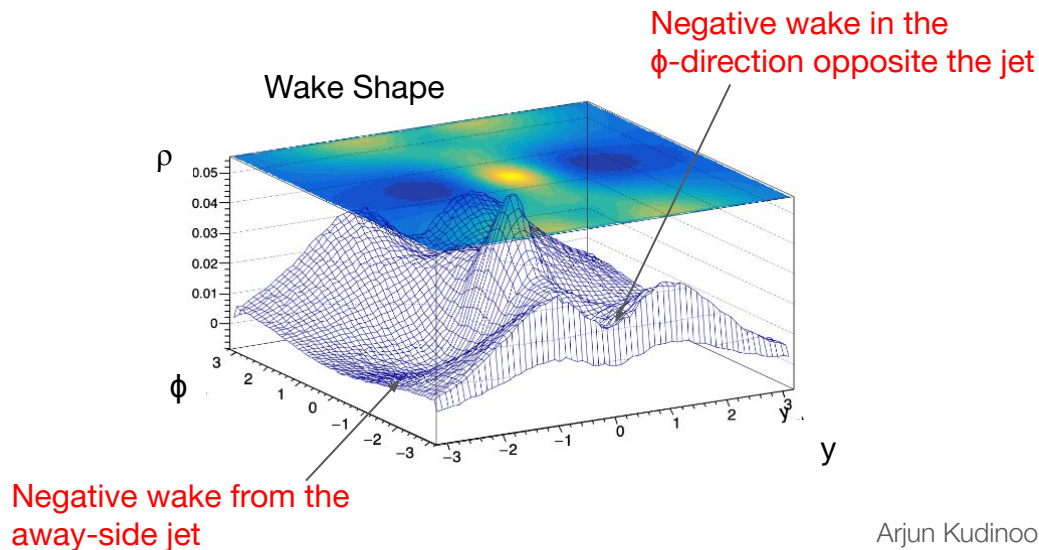 Negative wake in the
ϕ-direction opposite the jet
Wake Shape
ρ
0.05
0.04
0.03
0.02
0.01
0
3
2
1
0
−1
−2
−3
ϕ
−3
−2
−1
0
1
2
3
y
y
Negative wake from the
away-side jet
Arjun Kudinoo